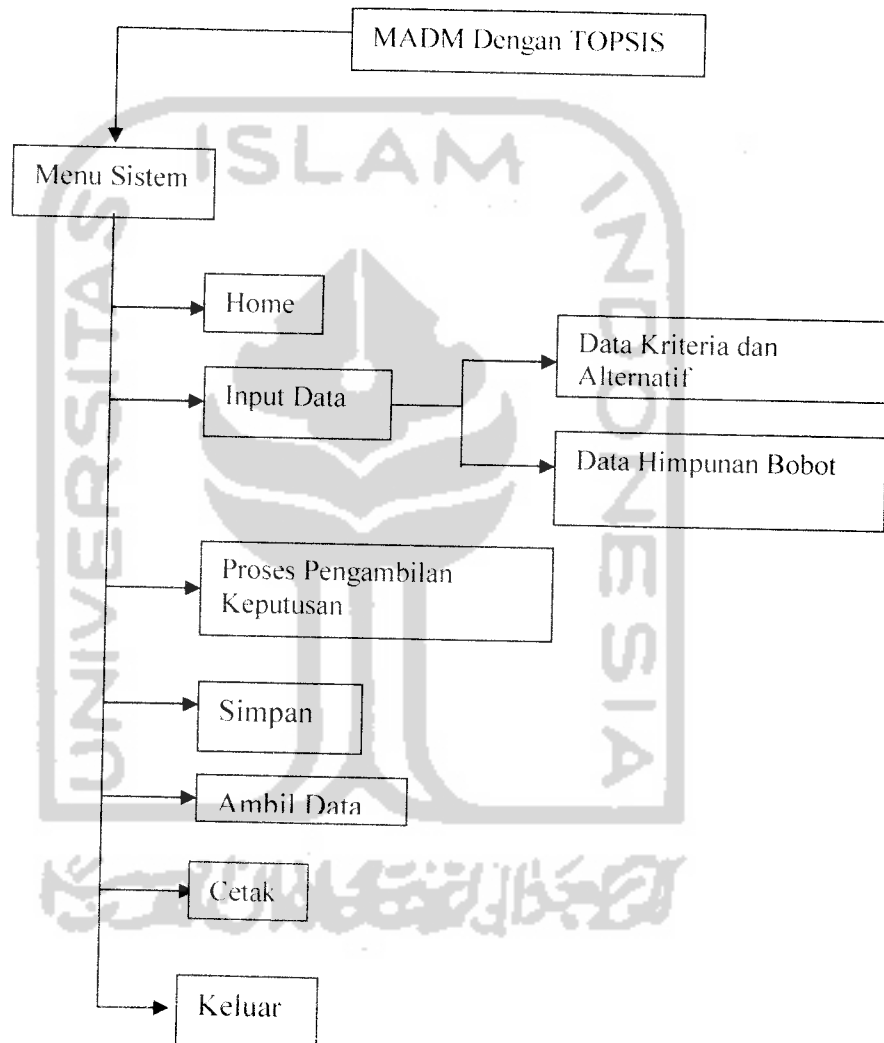 MADM Dengan TOPSIS
ISLAM
Menu Sistem
UNIVERSITAS
INDONESIA
Home
Data Kriteria dan
Alternatif
Input Data
Data Himpunan Bobot
Proses Pengambilan
Keputusan
Simpan
Ambil Data
Cetak
Keluar